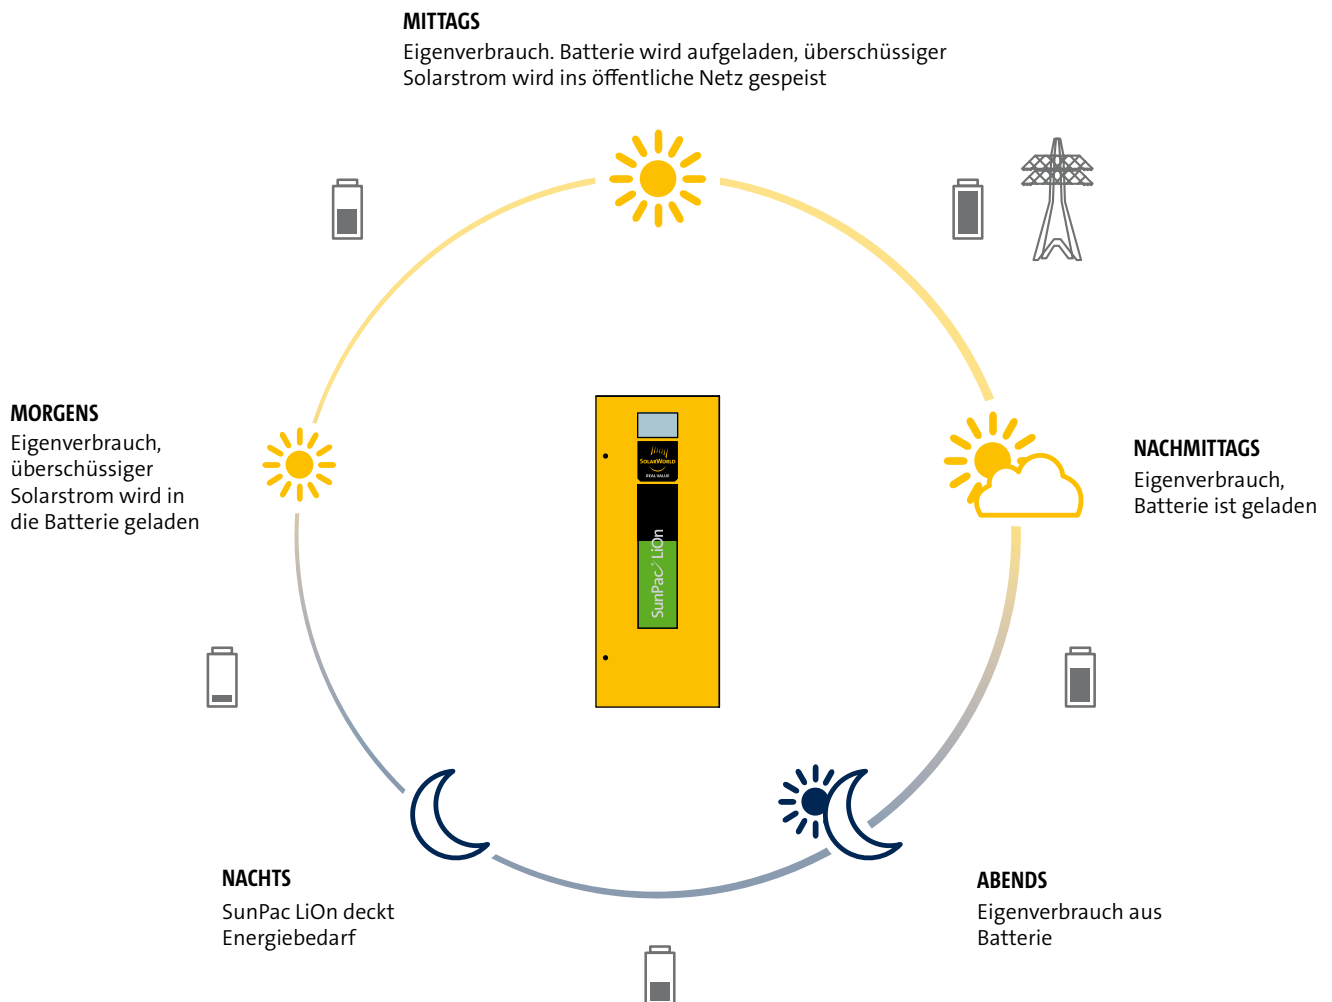 MITTAGS
Eigenverbrauch. Batterie wird aufgeladen, überschüssiger
Solarstrom wird ins öffentliche Netz gespeist
MORGENS
Eigenverbrauch,
überschüssiger
Solarstrom wird in
die Batterie geladen
SOLARWORLD
REAL VALUE
SunPac LiOn
NACHMITTAGS
Eigenverbrauch,
Batterie ist geladen
NACHTS
SunPac LiOn deckt
Energiebedarf
ABENDS
Eigenverbrauch aus
Batterie